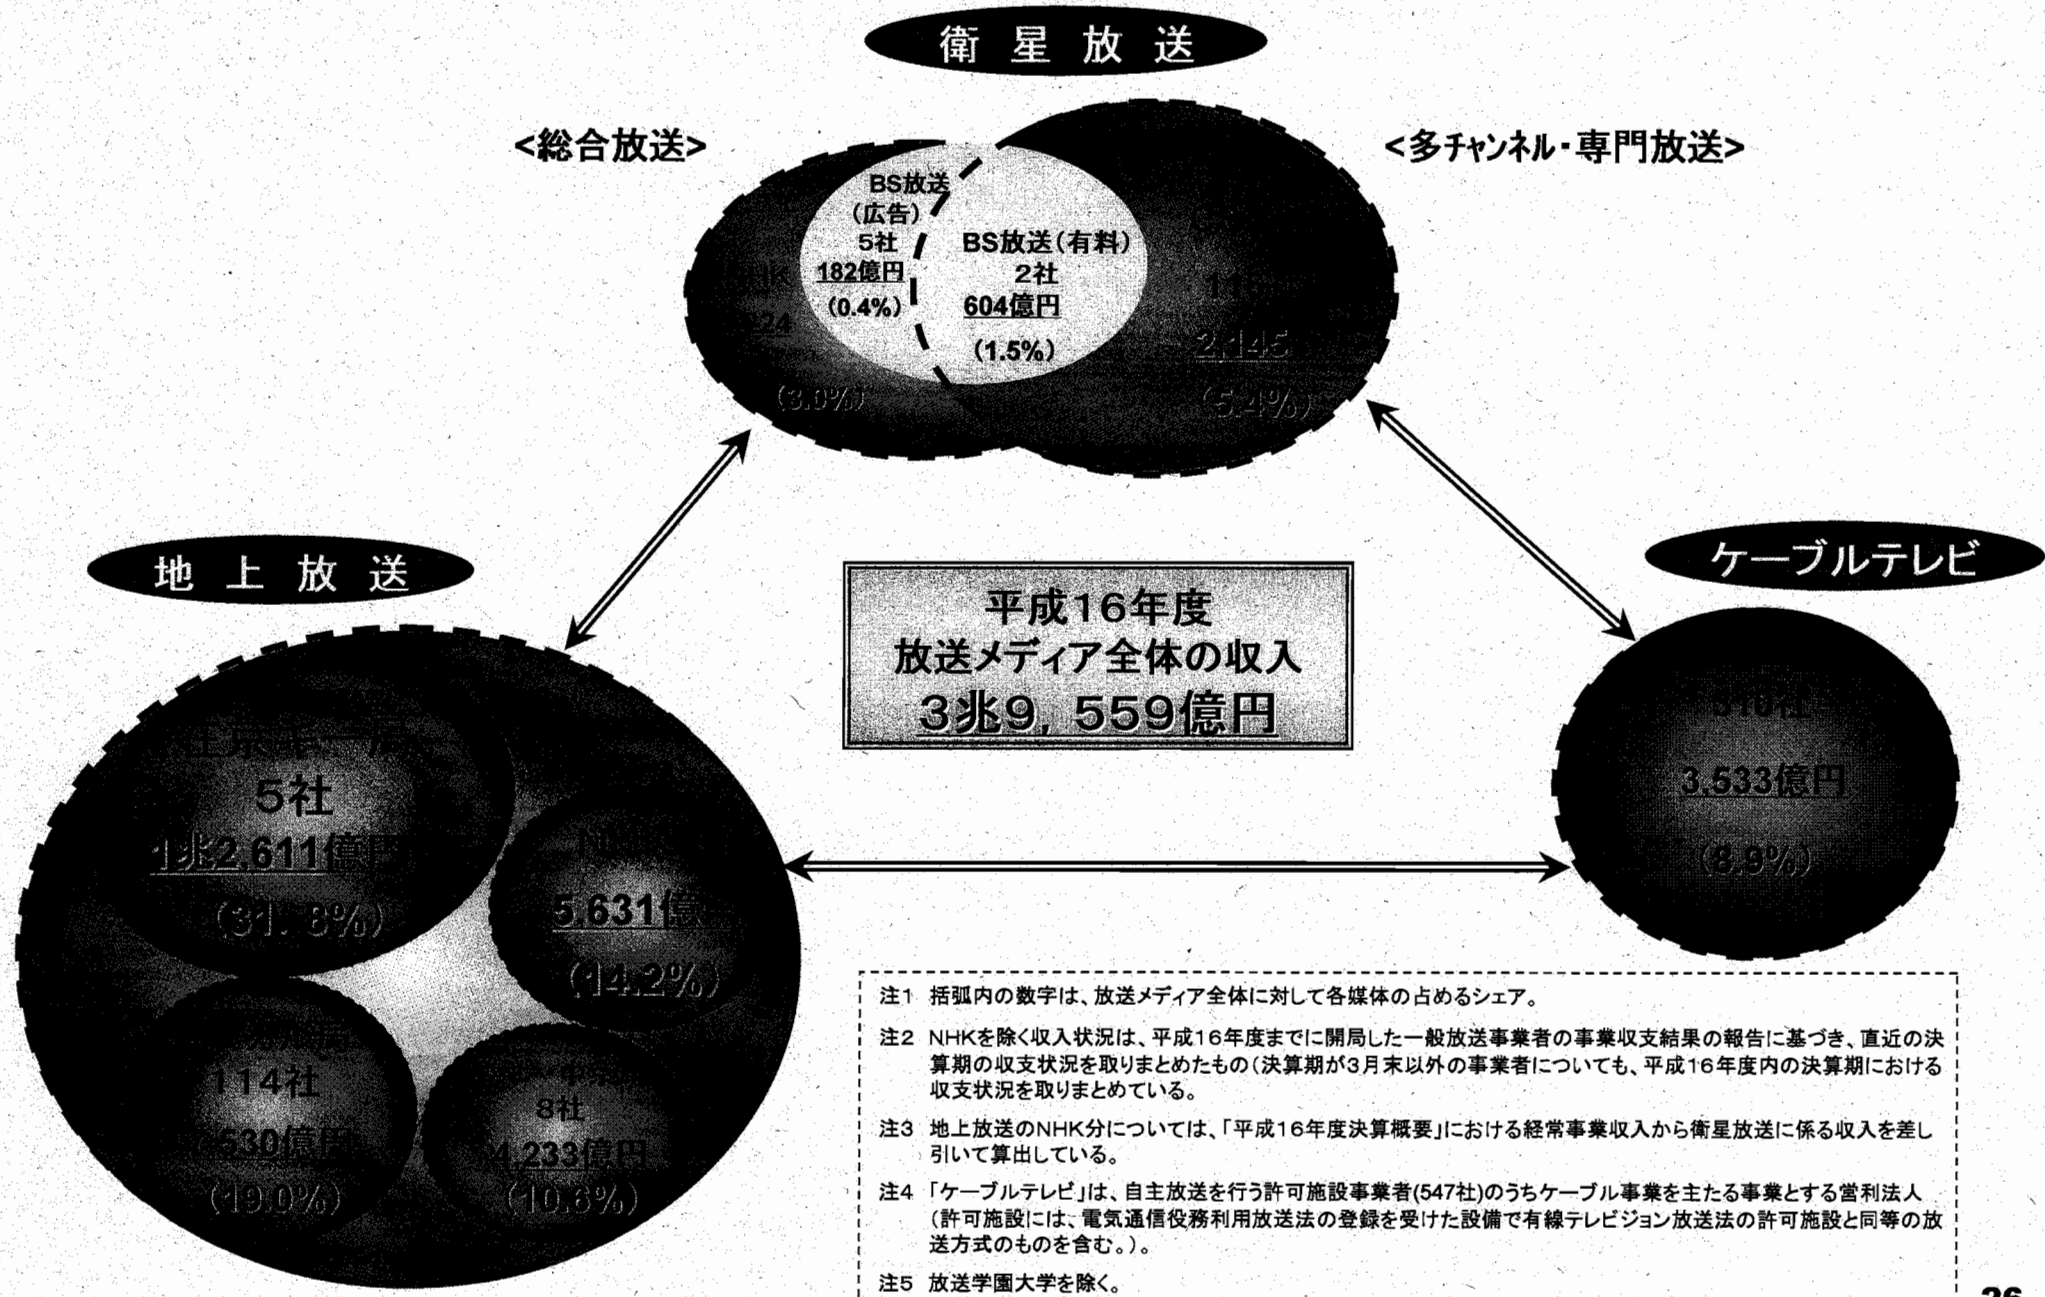 衛星放送
<総合放送>
<多チャンネル・専門放送>
BS放送
(広告)
5社
182億円
(0.4%)
BS放送(有料)
2社
604億円
(1.5%)
(3.0%)
2,145
(5.4%)
地上放送
ケーブルテレビ
平成16年度
放送メディア全体の収入
3兆9,559億円
5社
1兆2,611億円
(31.8%)
5,631億
(14.2%)
114社
530億円
(19.0%)
8社
4,233億円
(10.6%)
3,533億円
(8.9%)
注1 括弧内の数字は、放送メディア全体に対して各媒体の占めるシェア。
注2 NHKを除く収入状況は、平成16年度までに開局した一般放送事業者の事業収支結果の報告に基づき、直近の決
算期の収支状況を取りまとめたもの(決算期が3月末以外の事業者についても、平成16年度内の決算期における
収支状況を取りまとめている。
注3 地上放送のNHK分については、「平成16年度決算概要」における経常事業収入から衛星放送に係る収入を差し
引いて算出している。
注4 「ケーブルテレビ」は、自主放送を行う許可施設事業者(547社)のうちケーブル事業を主たる事業とする営利法人
(許可施設には、電気通信役務利用放送法の登録を受けた設備で有線テレビジョン放送法の許可施設と同等の放
送方式のものを含む。)。
注5 放送学園大学を除く。